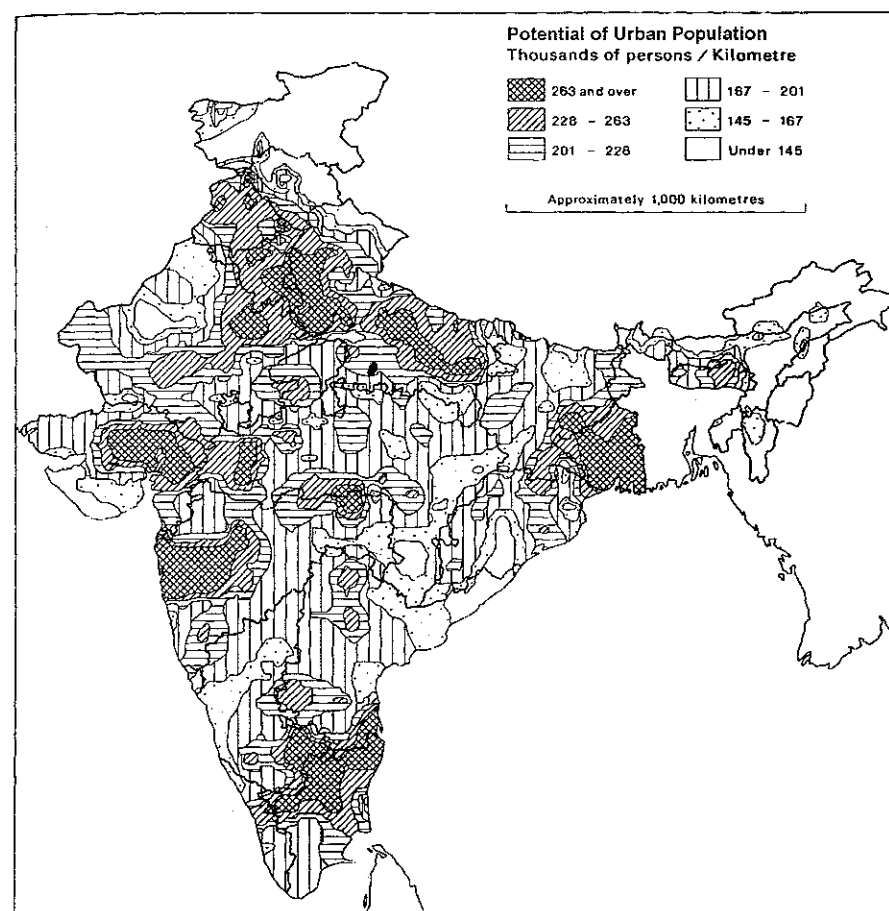 Potential of Urban Population
Thousands of persons / Kilometre
263 and over
167 - 201
228 - 263
145 - 167
201 - 228
Under 145
Approximately 1,000 kilometres